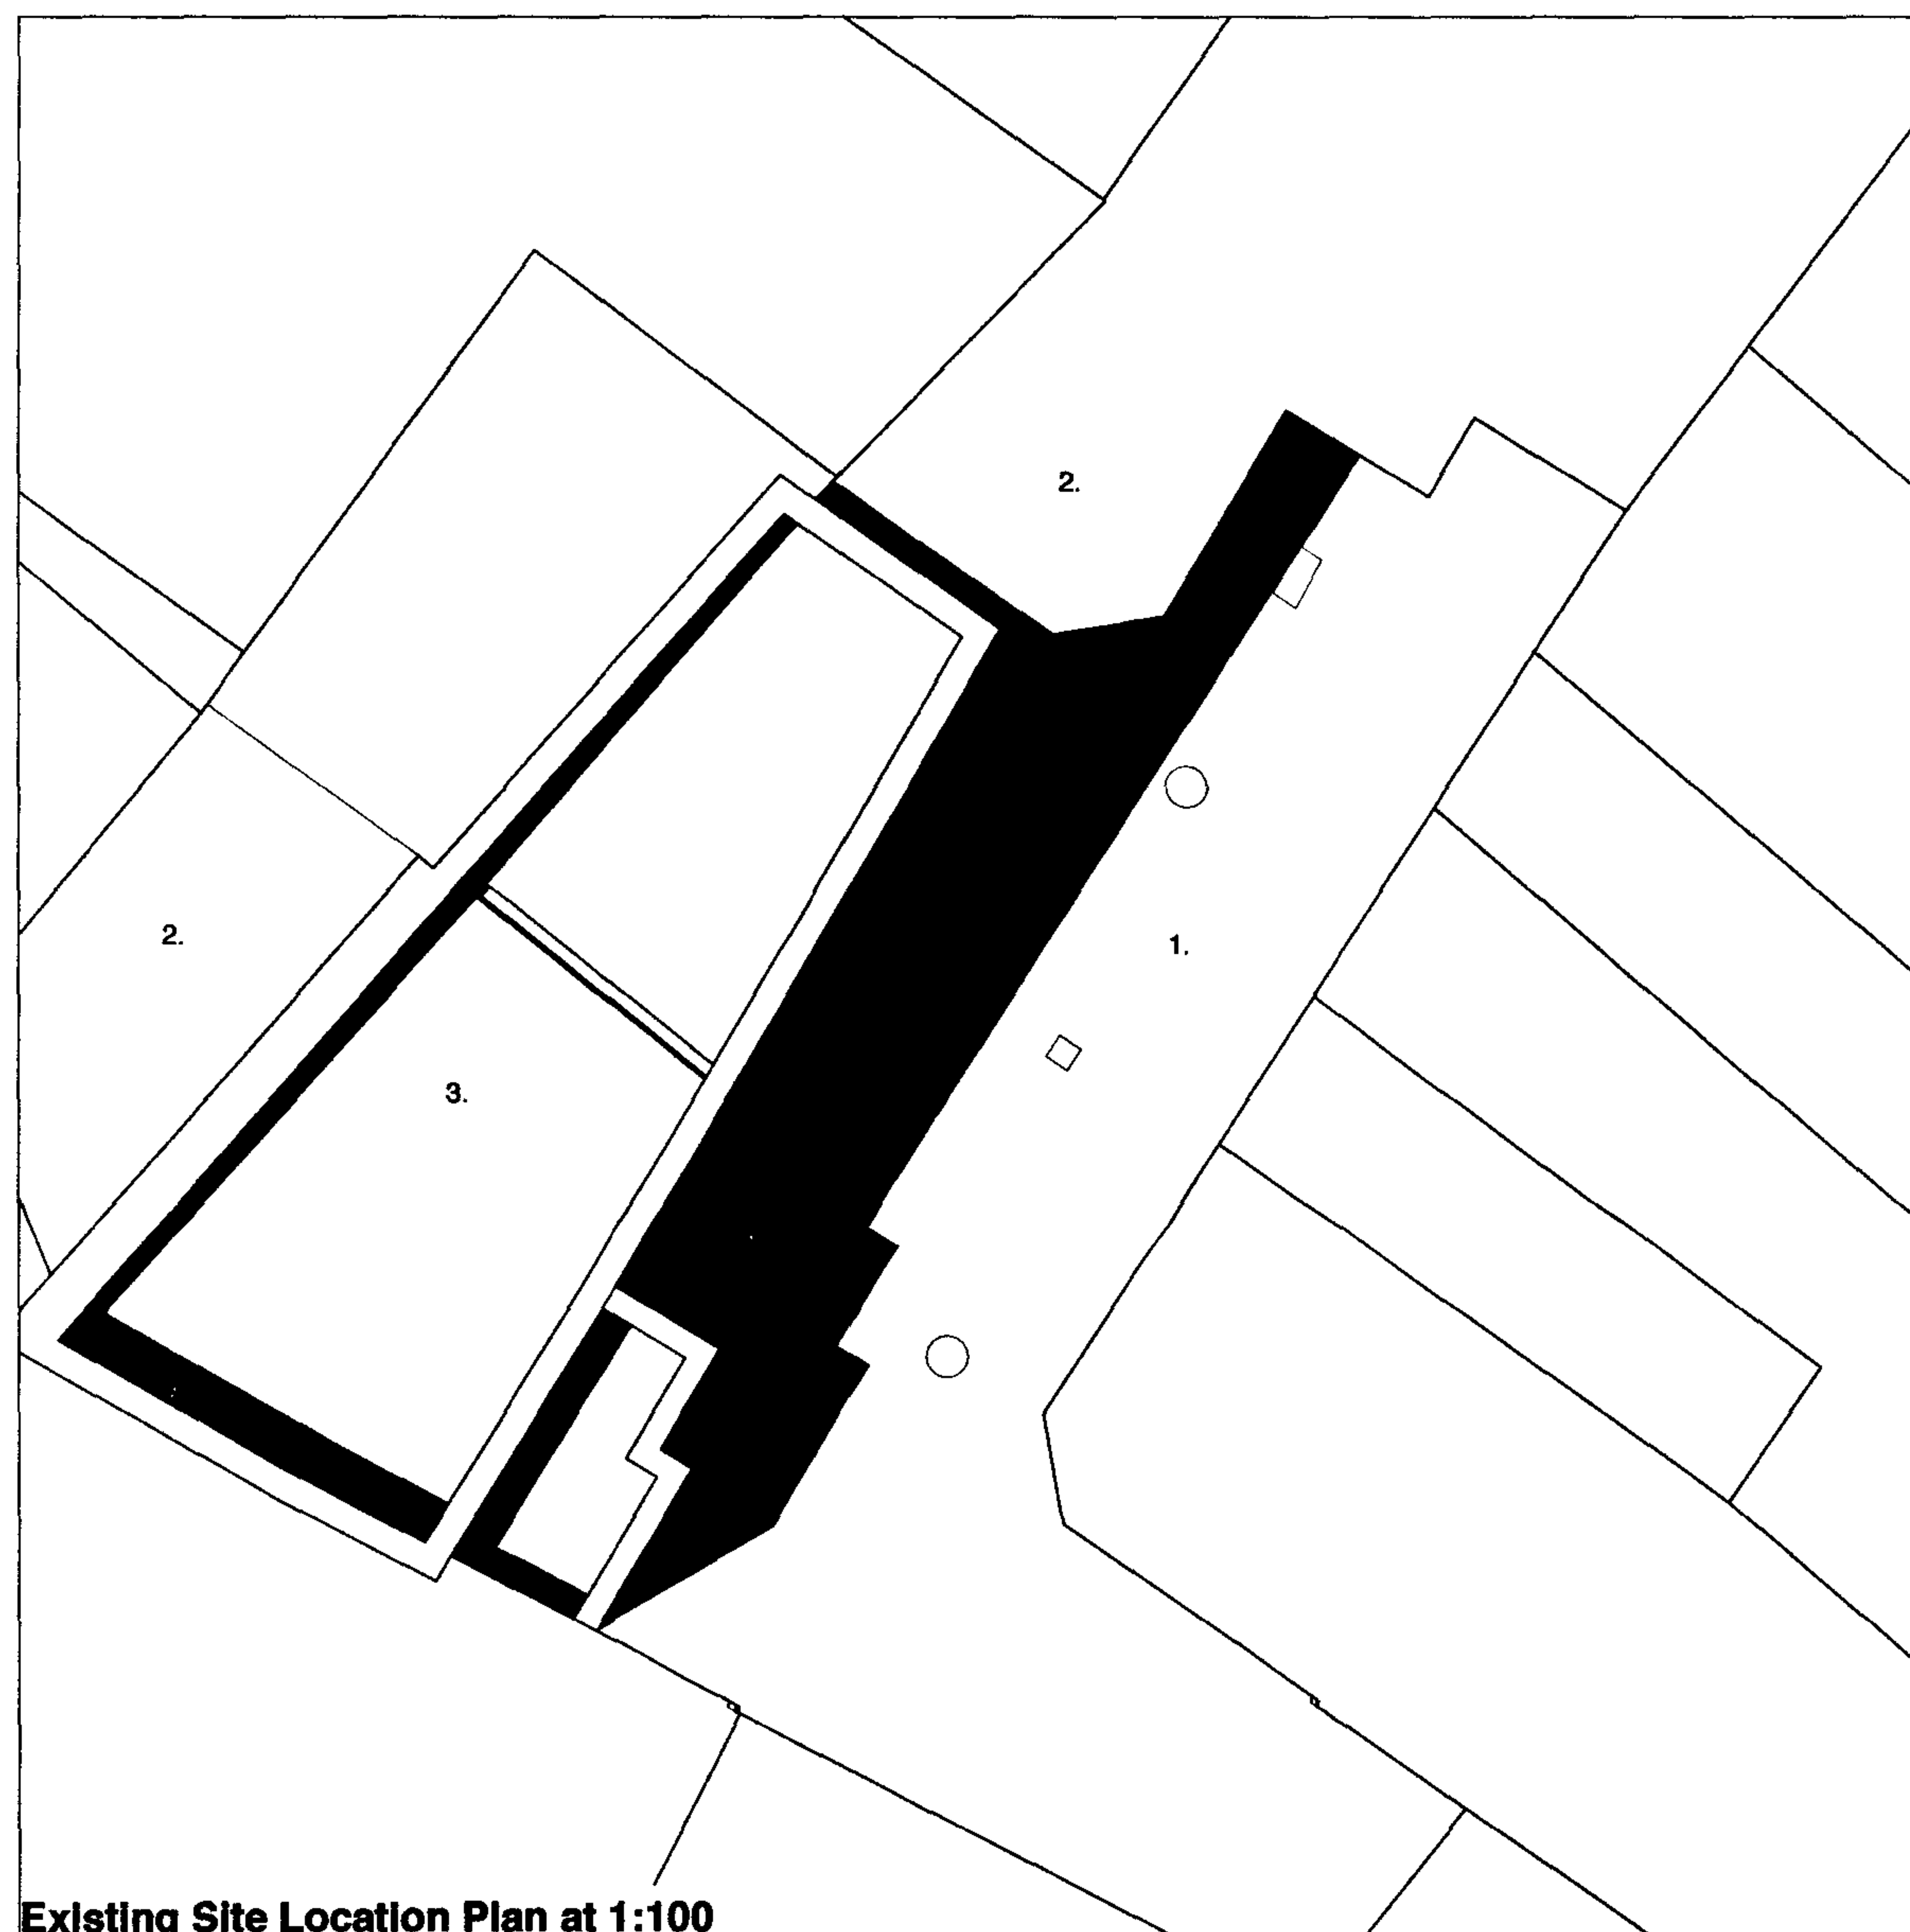 2.
2.
1.
3.
Existing Site Location Plan at 1:100